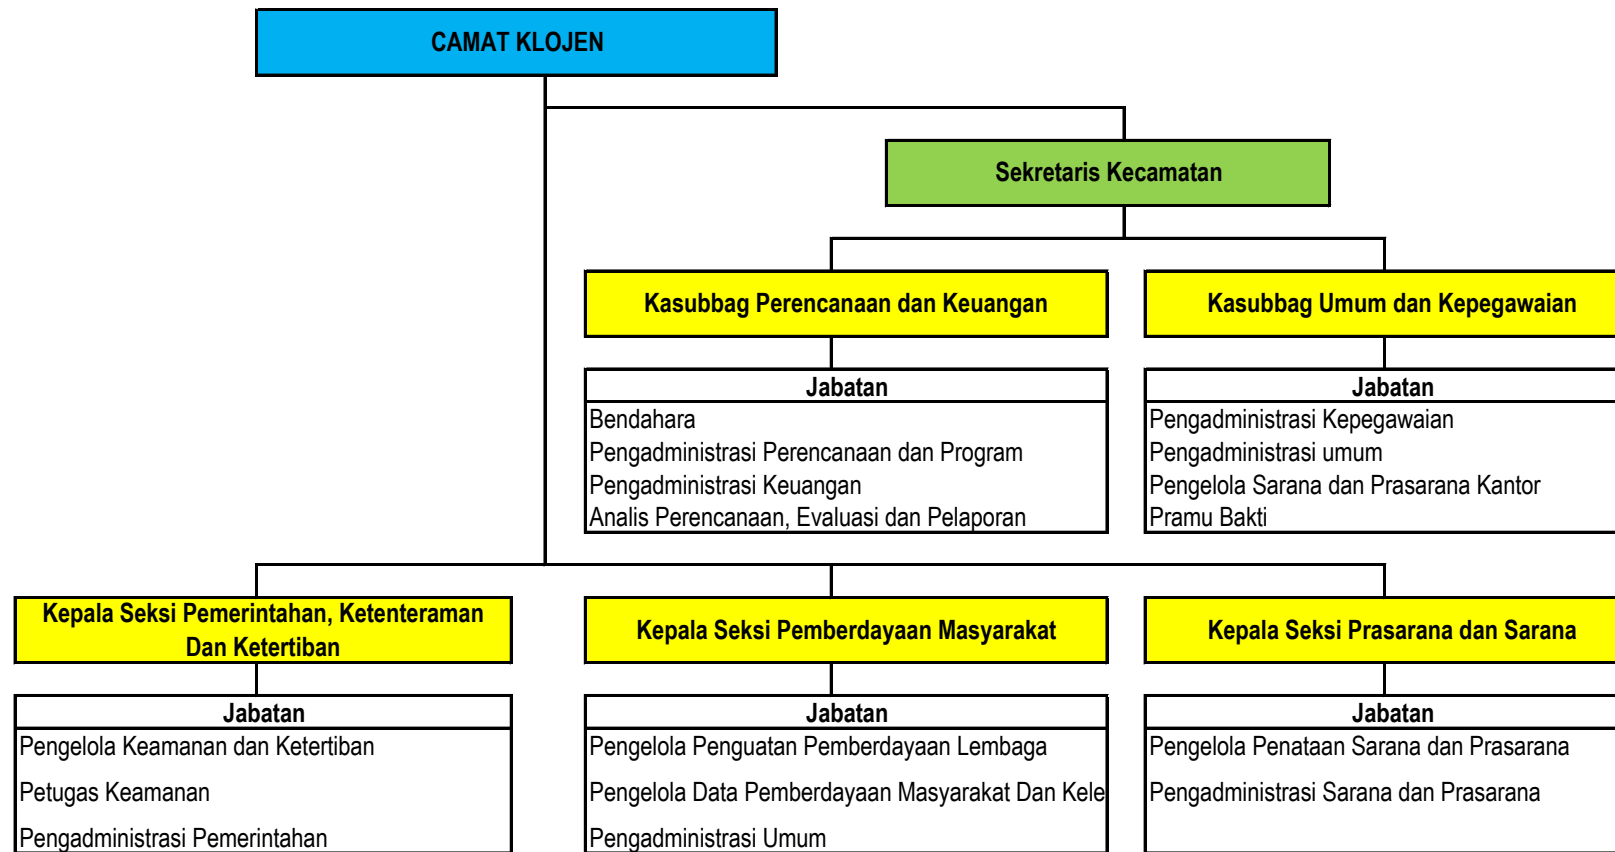 CAMAT KLOJEN
Sekretaris Kecamatan
Kasubbag Perencanaan dan Keuangan
Kasubbag Umum dan Kepegawaian
Jabatan
Bendahara
Pengadministrasi Perencanaan dan Program
Pengadministrasi Keuangan
Analis Perencanaan, Evaluasi dan Pelaporan
Jabatan
Pengadministrasi Kepegawaian
Pengadministrasi umum
Pengelola Sarana dan Prasarana Kantor
Pramu Bakti
Kepala Seksi Pemerintahan, Ketenteraman
Dan Ketertiban
Kepala Seksi Pemberdayaan Masyarakat
Kepala Seksi Prasarana dan Sarana
Jabatan
Pengelola Keamanan dan Ketertiban
Petugas Keamanan
Pengadministrasi Pemerintahan
Jabatan
Pengelola Penguatan Pemberdayaan Lembaga
Pengelola Data Pemberdayaan Masyarakat Dan Kele
Pengadministrasi Umum
Jabatan
Pengelola Penataan Sarana dan Prasarana
Pengadministrasi Sarana dan Prasarana